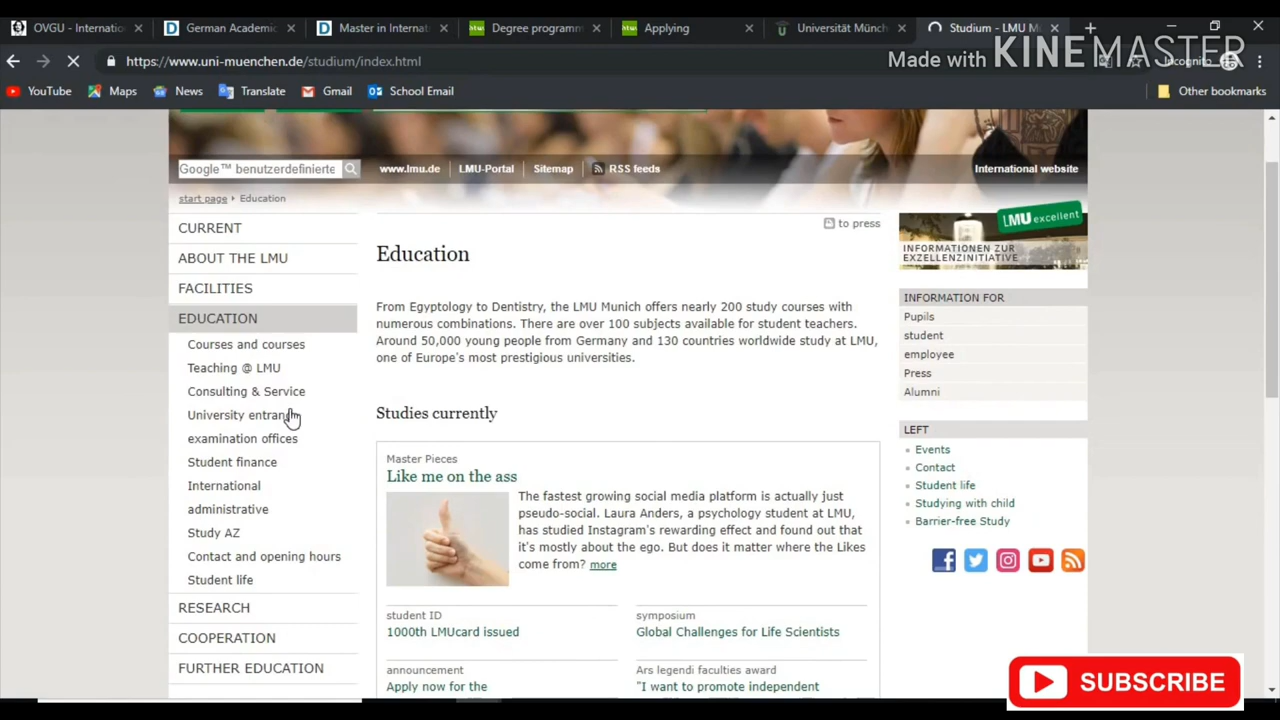 OVGU - Internatio
German Academic
Master in Internati
Degree programm
Applying
Universität Münch
Studium - LMU M
Made with KINEMASTER
https://www.uni-muenchen.de/studium/index.html
YouTube
Maps
News
Translate
Gmail
School Email
Other bookmarks
Google™ benutzerdefinierte
www.lmu.de
LMU-Portal
Sitemap
RSS feeds
International website
start page
Education
CURRENT
ABOUT THE LMU
FACILITIES
EDUCATION
Courses and courses
Teaching @ LMU
Consulting & Service
University entran
examination offices
Student finance
International
administrative
Study AZ
Contact and opening hours
Student life
RESEARCH
COOPERATION
FURTHER EDUCATION
to press
Education
From Egyptology to Dentistry, the LMU Munich offers nearly 200 study courses with
numerous combinations. There are over 100 subjects available for student teachers.
Around 50,000 young people from Germany and 130 countries worldwide study at LMU,
one of Europe's most prestigious universities.
Studies currently
Master Pieces
Like me on the ass
The fastest growing social media platform is actually just
pseudo-social. Laura Anders, a psychology student at LMU,
has studied Instagram's rewarding effect and found out that
it's mostly about the ego. But does it matter where the Likes
come from? more
student ID
1000th LMUcard issued
symposium
Global Challenges for Life Scientists
announcement
Apply now for the
Ars legendi faculties award
"I want to promote independent
LMU excellent
INFORMATIONEN ZUR
EXZELLENZINITIATIVE
INFORMATION FOR
Pupils
student
employee
Press
Alumni
LEFT
Events
Contact
Student life
Studying with child
Barrier-free Study
SUBSCRIBE